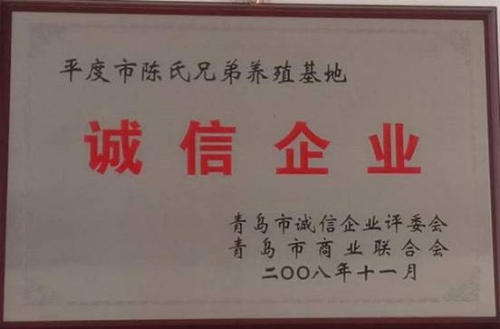 平度市陈氏兄弟养殖基地
诚信企业
青岛市诚信企业评委会
青岛市商业联合会
二〇〇八年十一月